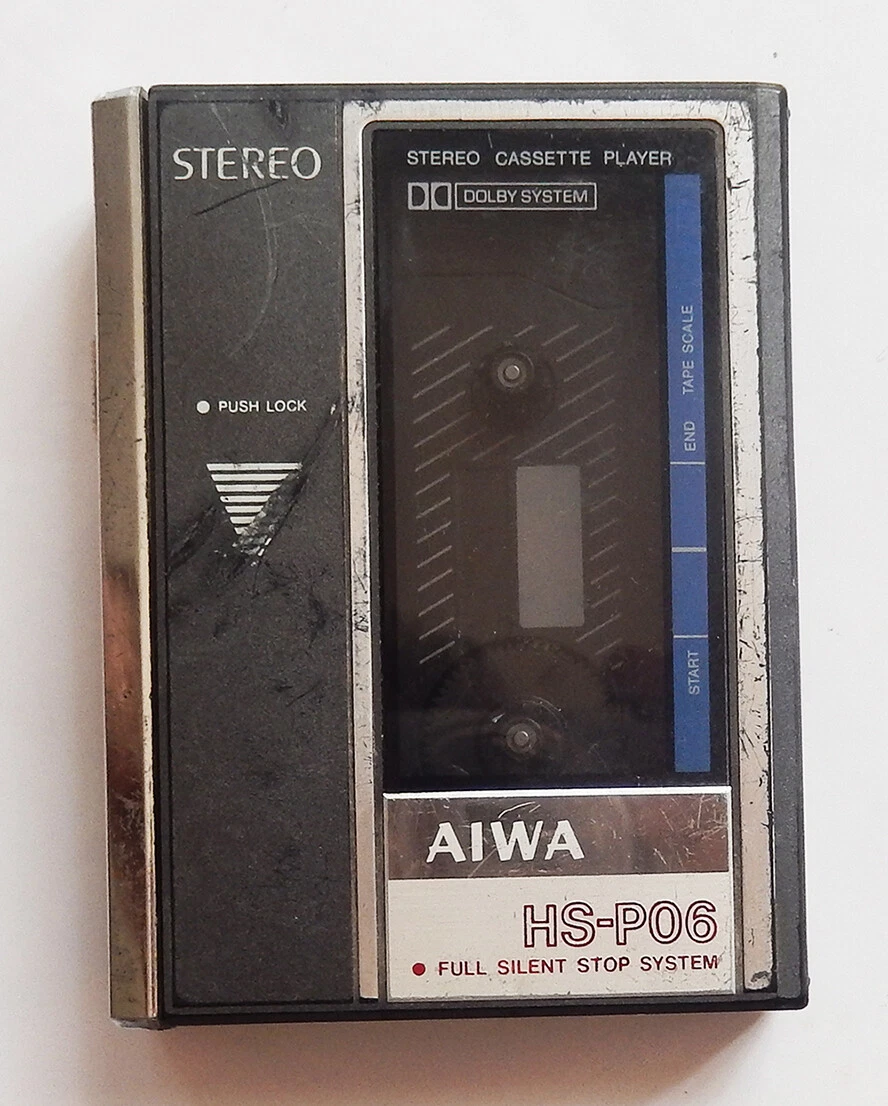 STEREO
STEREO CASSETTE PLAYER
DOLBY SYSTEM
TAPE SCALE
END
START
PUSH LOCK
AIWA
HS-P06
FULL SILENT STOP SYSTEM